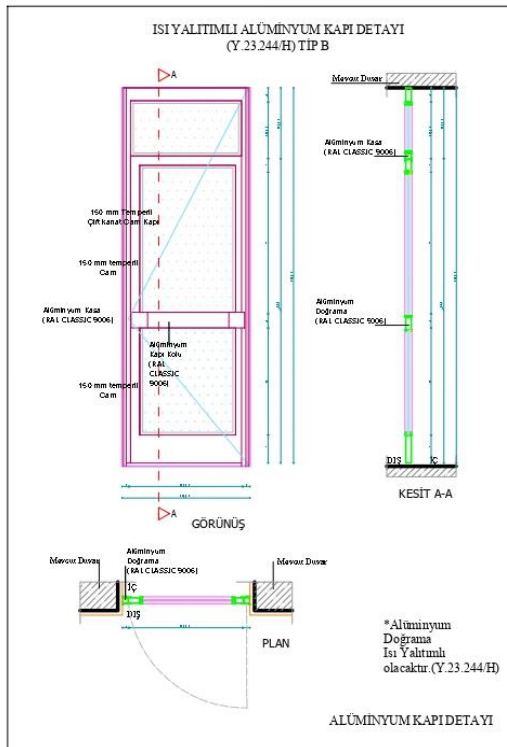 ISI YALITIMLI ALÜMİNYUM KAPI DETAYI
(Y.23.244/H) TİP B
A
150 mm Temperli
Çift kanat Cam Kapı
150 mm temperli
Cam
Alüminyum Kasa
(RAL CLASSIC 9006)
Alüminyum
Kapı Kolu
(RAL
CLASSIC
9006)
150 mm temperli
Cam
A
GÖRÜNÜŞ
Mevcut Duvar
Alüminyum Kasa
(RAL CLASSIC 9006)
Alüminyum
Doğrama
(RAL CLASSIC 9006)
DIŞ
İÇ
KESİT A-A
Mevcut Duvar
Alüminyum
Doğrama
(RAL CLASSIC 9006)
İÇ
DIŞ
Mevcut Duvar
PLAN
*Alüminyum
Doğrama
Isı Yalıtımlı
olacaktır.(Y.23.244/H)
ALÜMİNYUM KAPI DETAYI